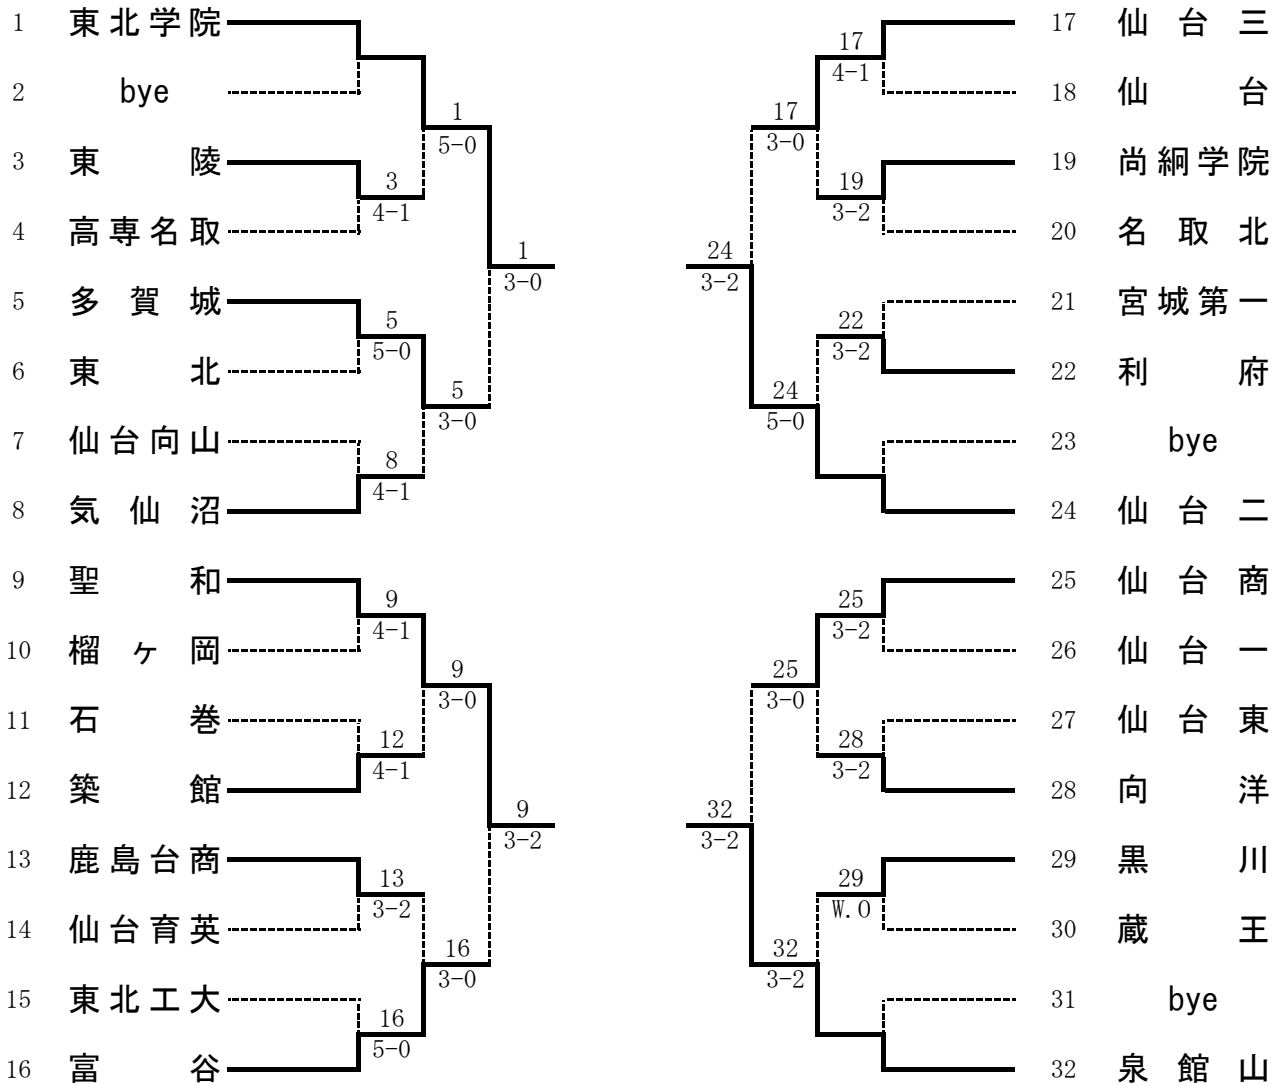 1 東北学院 17 仙台三
17
4-1
2 bye 18 仙台
1 17
5-0 3-0
3 東陵 19 尚絅学院
3 19
4-1 3-2
4 高専名取 20 名取北
1 24
3-0 3-2
5 多賀城 21 宮城第一
5 22
5-0 3-2
6 東北 22 利府
5 24
3-0 5-0
7 仙台向山 23 bye
8
4-1
8 気仙沼 24 仙台二
9 聖和 25 仙台商
9 25
4-1 3-2
10 榴ヶ岡 26 仙台一
9 25
3-0 3-0
11 石巻 27 仙台東
12 28
4-1 3-2
12 築館 28 向洋
9 32
3-2 3-2
13 鹿島台商 29 黒川
13 29
3-2 W.O
14 仙台育英 30 蔵王
16 32
3-0 3-2
15 東北工大 31 bye
16
5-0
16 富谷 32 泉館山